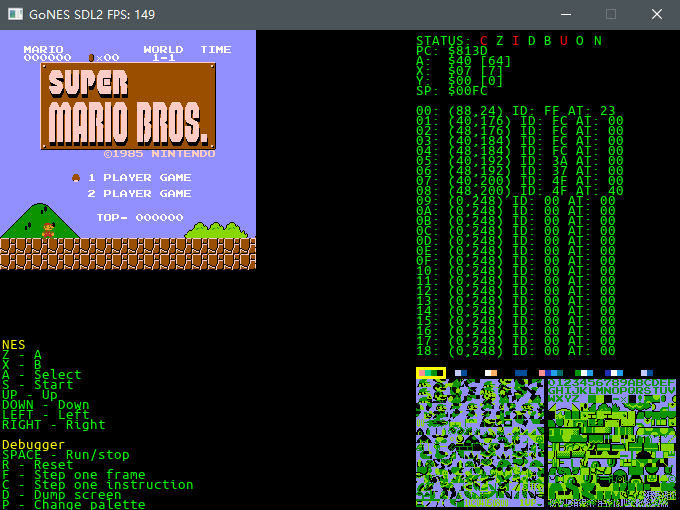 GoNES SDL2 FPS: 149
MARIO WORLD TIME
000000 ×00 1-1
SUPER
MARIO BROS.
©1985 NINTENDO
1 PLAYER GAME
2 PLAYER GAME
TOP- 000000
NES
Z - A
X - B
A - Select
S - Start
UP - Up
DOWN - Down
LEFT - Left
RIGHT - Right
Debugger
SPACE - Run/stop
R - Reset
F - Step one frame
C - Step one instruction
D - Dump screen
P - Change palette
STATUS: C Z I D B U O N
PC: $813D
A: $40 [64]
X: $07 [7]
Y: $00 [0]
SP: $00FC
00: (88,24) ID: FF AT: 23
01: (40,176) ID: FC AT: 00
02: (48,176) ID: FC AT: 00
03: (40,184) ID: FC AT: 00
04: (48,184) ID: FC AT: 00
05: (40,192) ID: 3A AT: 00
06: (48,192) ID: 37 AT: 00
07: (40,200) ID: 4F AT: 00
08: (48,200) ID: 4F AT: 40
09: (0,248) ID: 00 AT: 00
0A: (0,248) ID: 00 AT: 00
0B: (0,248) ID: 00 AT: 00
0C: (0,248) ID: 00 AT: 00
0D: (0,248) ID: 00 AT: 00
0E: (0,248) ID: 00 AT: 00
0F: (0,248) ID: 00 AT: 00
10: (0,248) ID: 00 AT: 00
11: (0,248) ID: 00 AT: 00
12: (0,248) ID: 00 AT: 00
13: (0,248) ID: 00 AT: 00
14: (0,248) ID: 00 AT: 00
15: (0,248) ID: 00 AT: 00
16: (0,248) ID: 00 AT: 00
17: (0,248) ID: 00 AT: 00
18: (0,248) ID: 00 AT: 00
0123456789ABCDEF
GHIJKLMNOPQRSTUV
WXYZ